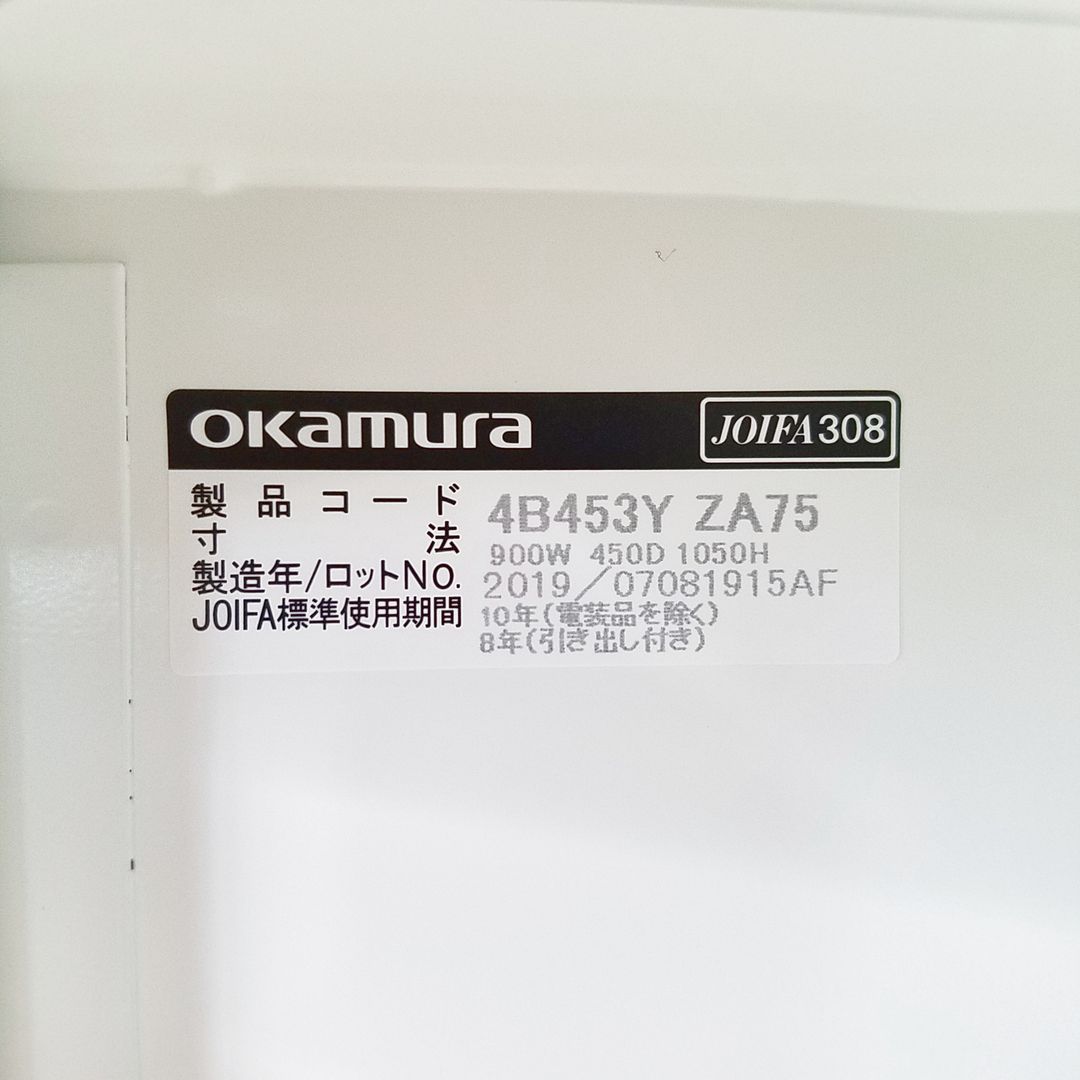 okamura JOIFA308
製品コード 4B453Y ZA75
寸法 900W 450D 1050H
製造年/ロットNO. 2019/07081915AF
JOIFA標準使用期間 10年(電装品を除く)
8年(引き出し付き)